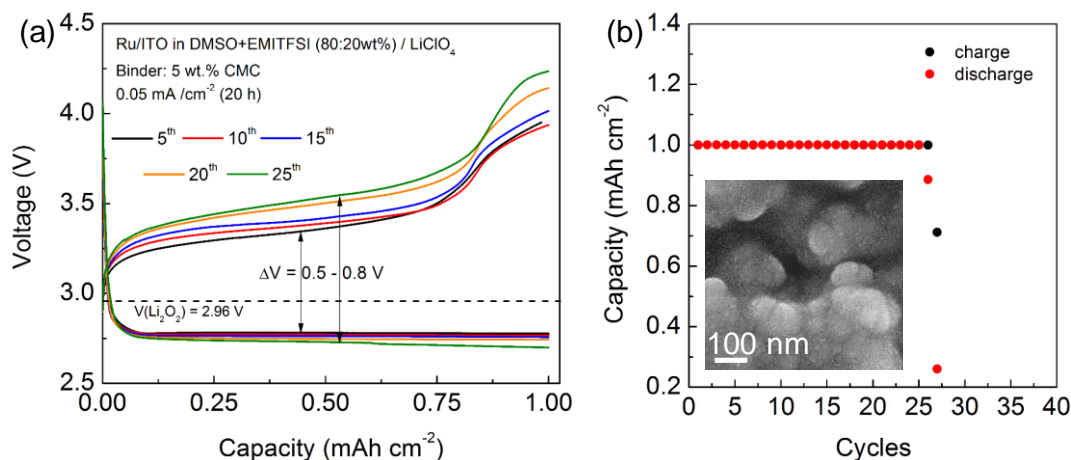 (a)
Ru/ITO in DMSO+EMITFSI (80:20wt%) / LiClO4
Binder: 5 wt.% CMC
0.05 mA /cm-2 (20 h)
5th 10th 15th
20th 25th
ΔV = 0.5 - 0.8 V
V(Li2O2) = 2.96 V
Voltage (V)
4.5
4.0
3.5
3.0
2.5
0.00 0.25 0.50 0.75 1.00
Capacity (mAh cm-2)
(b)
charge
discharge
Capacity (mAh cm-2)
1.4
1.2
1.0
0.8
0.6
0.4
0.2
100 nm
0 5 10 15 20 25 30 35 40
Cycles